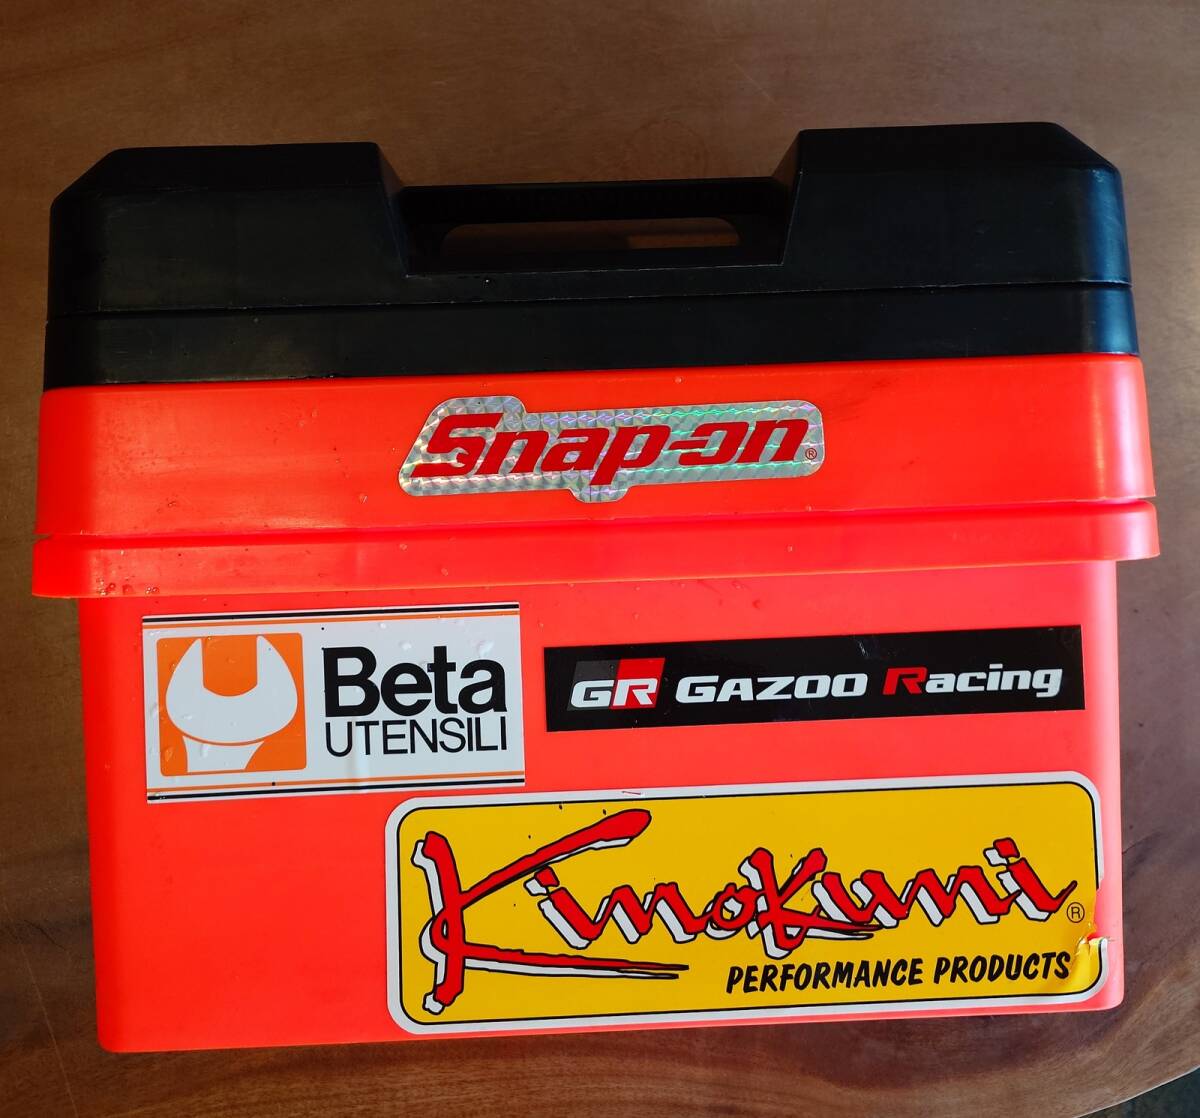 Snap-on®
Beta
UTENSILI
GR GAZOO Racing
Kinokuni®
PERFORMANCE PRODUCTS